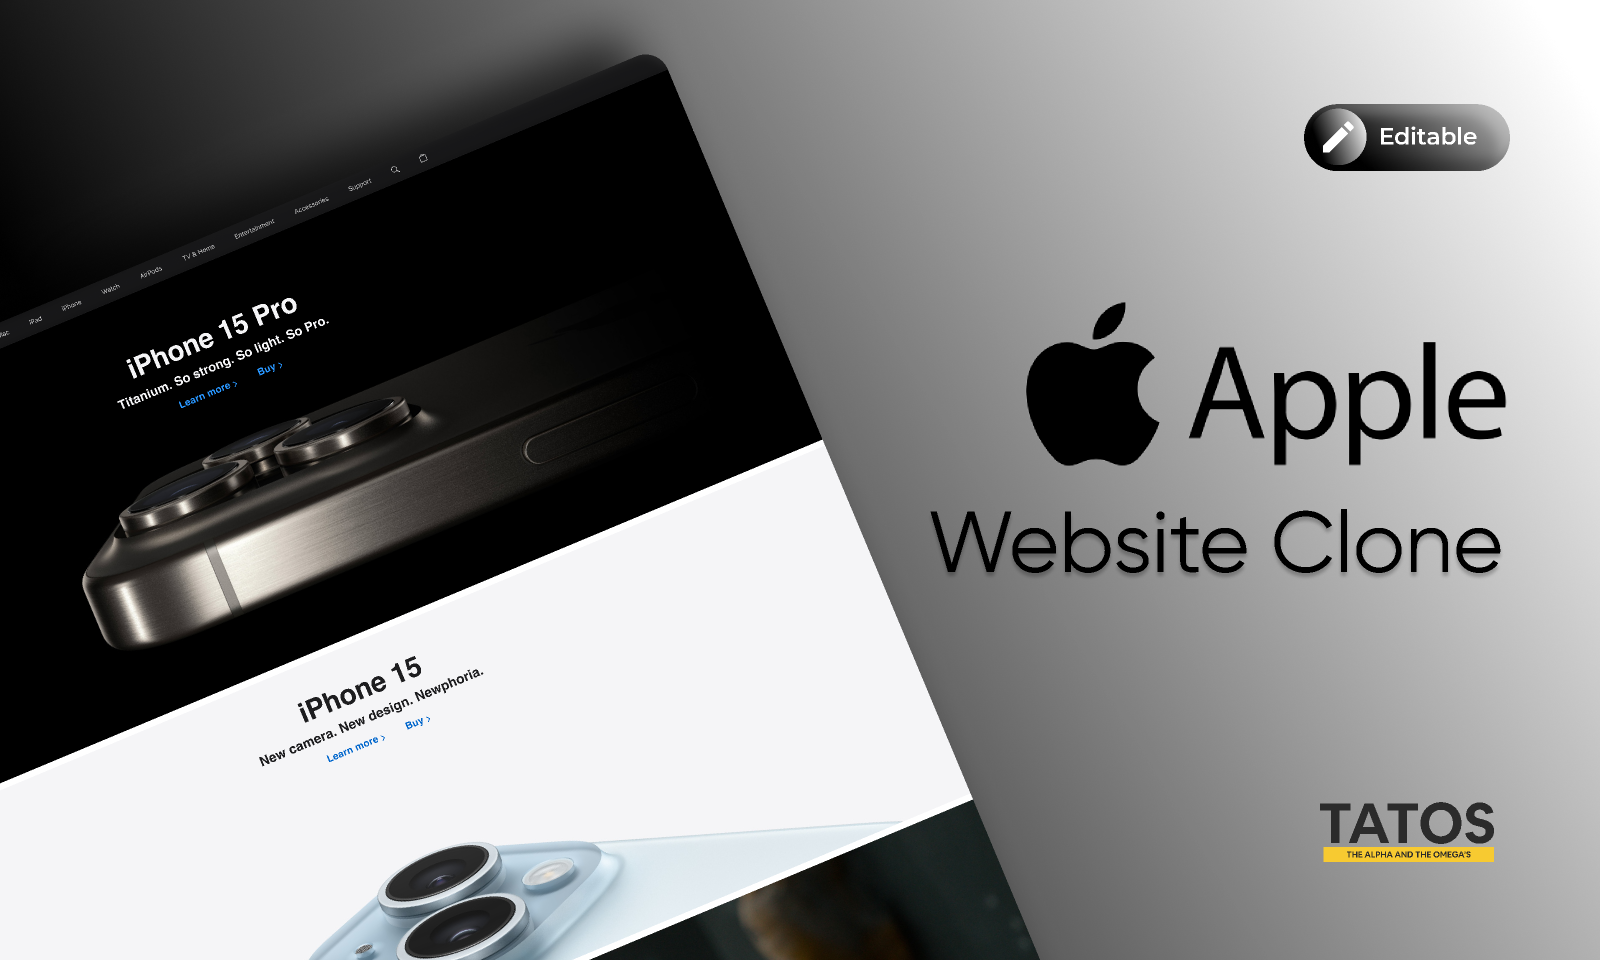 Mac
iPad
iPhone
Watch
AirPods
TV & Home
Entertainment
Accessories
Support
iPhone 15 Pro
Titanium. So strong. So light. So Pro.
Learn more >
Buy >
iPhone 15
New camera. New design. Newphoria.
Learn more >
Buy >
Editable
Apple
Website Clone
TATOS
THE ALPHA AND THE OMEGA'S